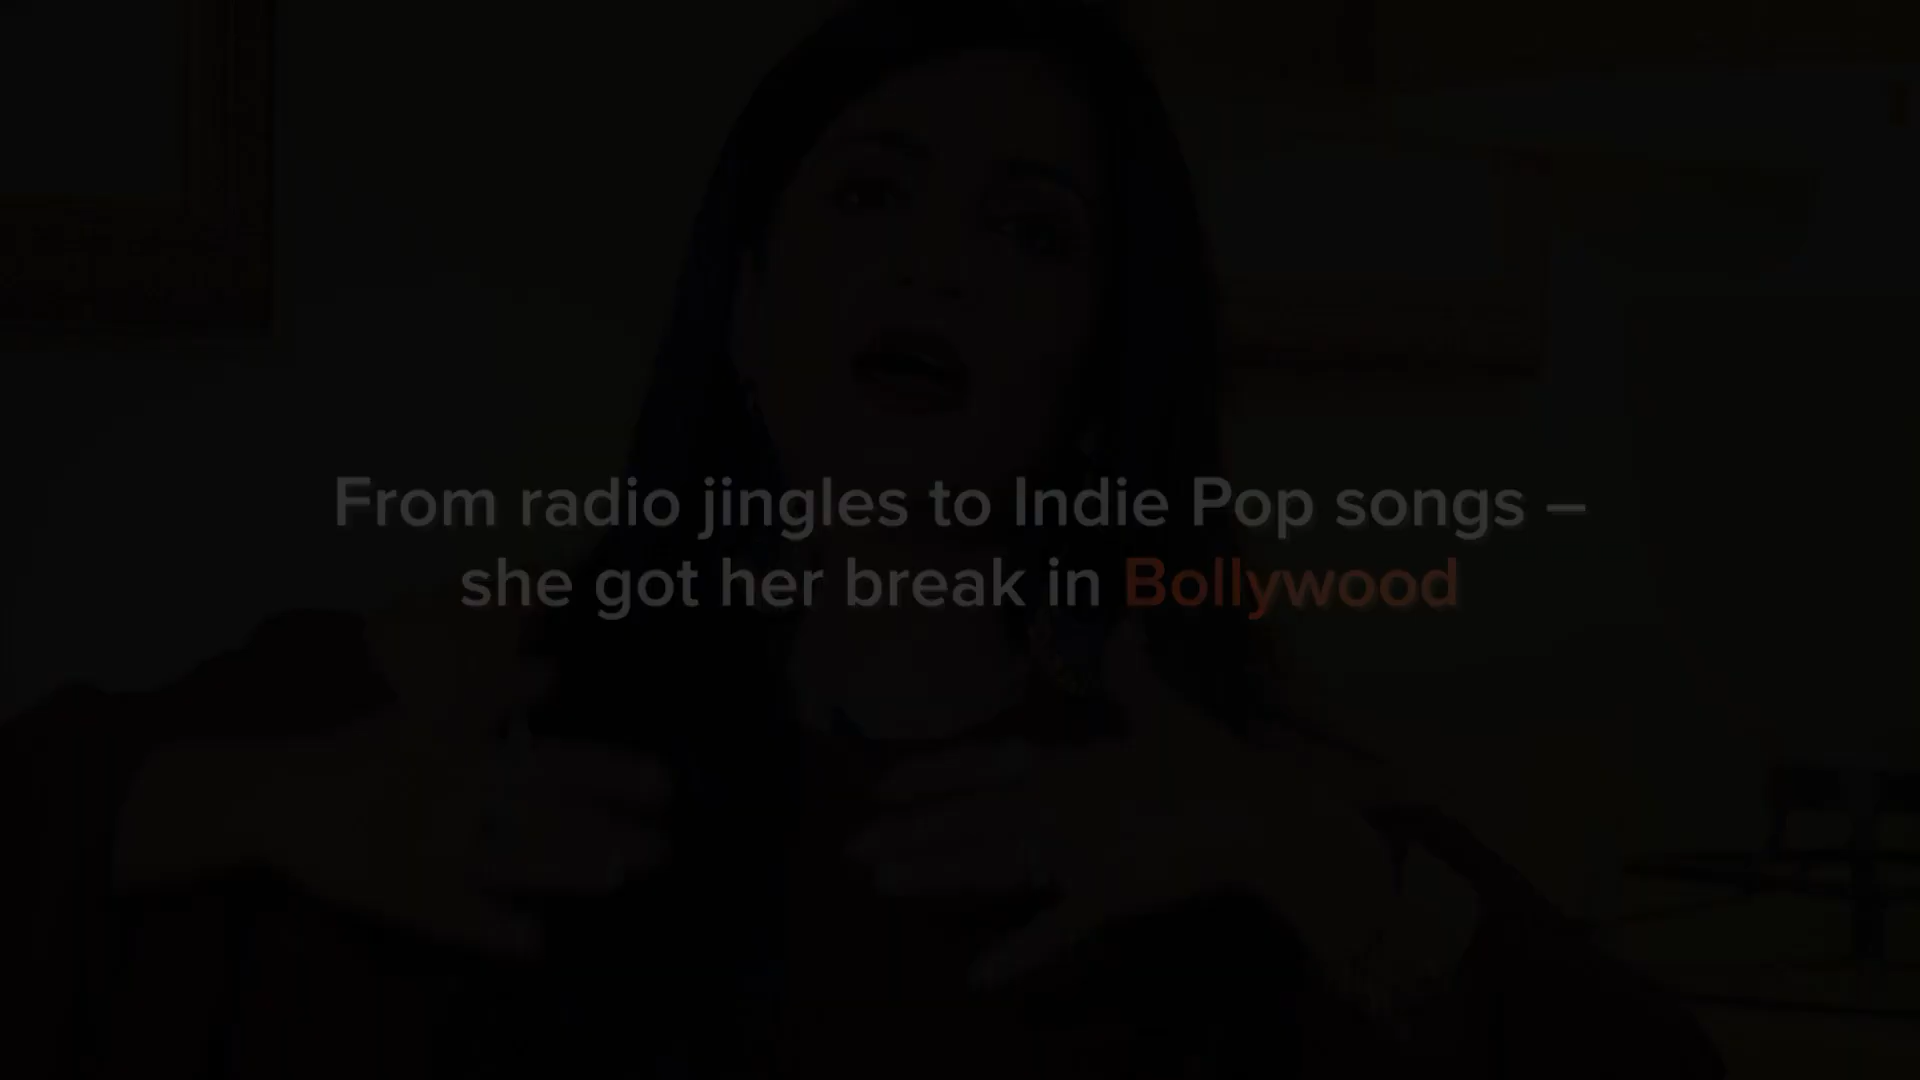 From radio jingles to Indie Pop songs –
she got her break in Bollywood